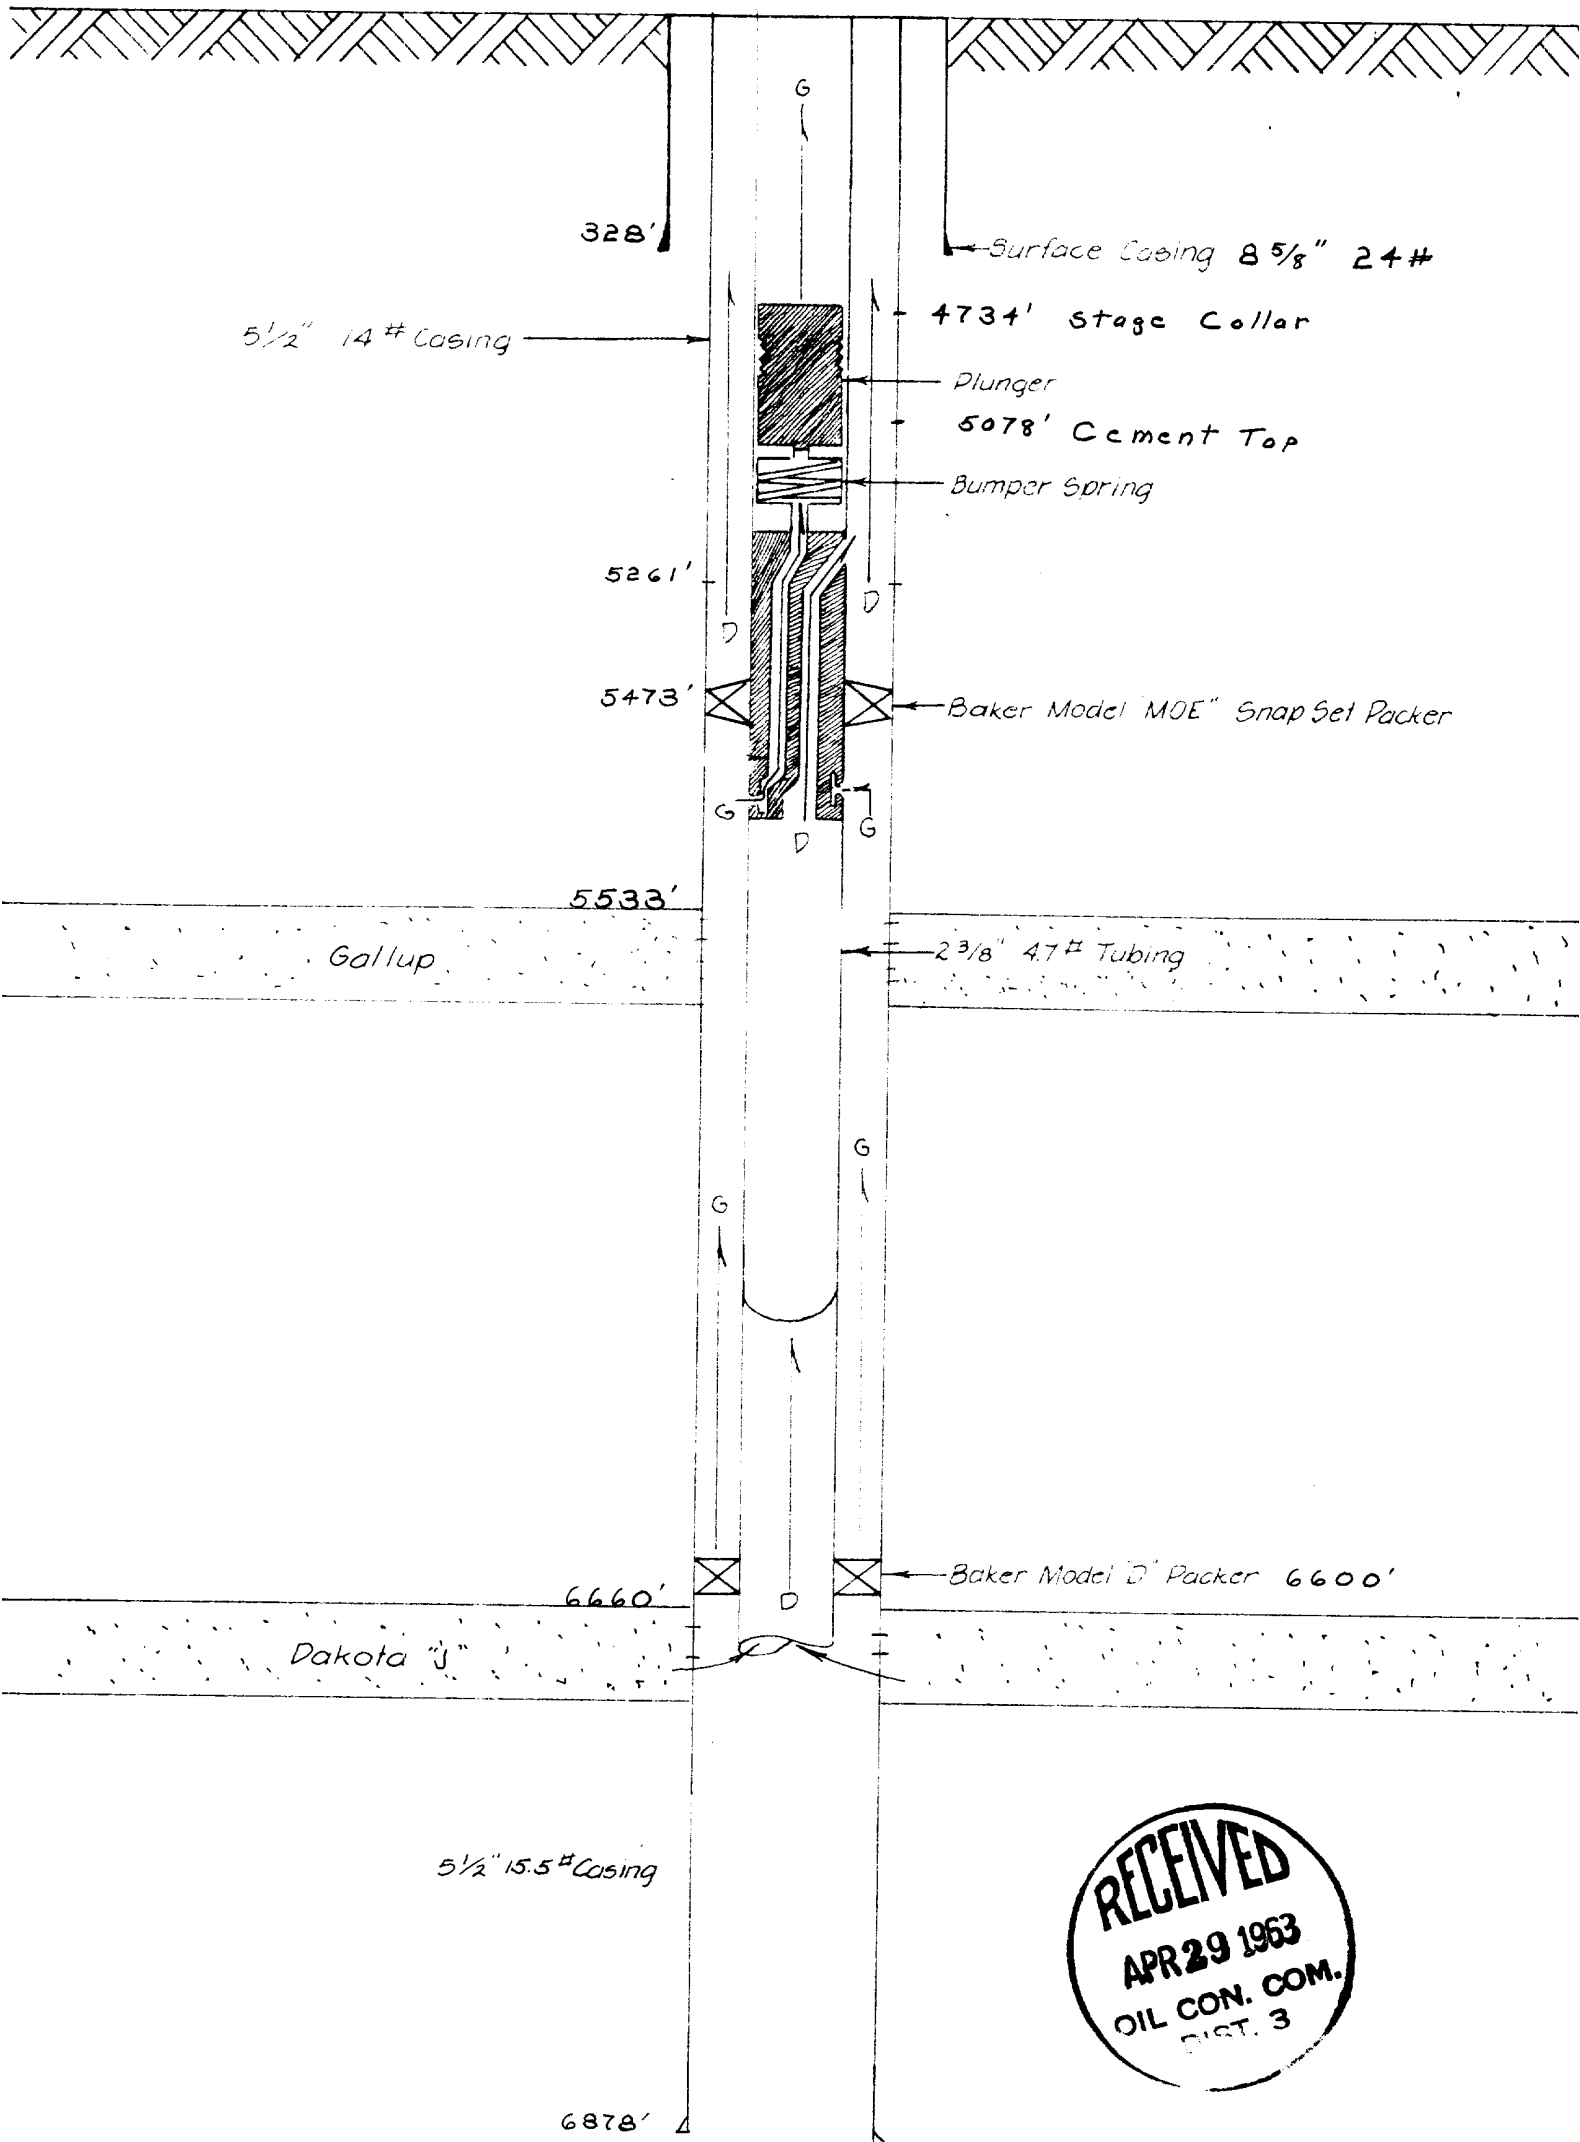 G
328'
Surface Casing 8 5/8" 24#
4734' Stage Collar
5 1/2" 14# Casing
Plunger
5078' Cement Top
Bumper Spring
5261'
D
D
5473'
Baker Model "MOE" Snap Set Packer
G
D
G
5533'
Gallup
2 3/8" 4.7# Tubing
G
G
Baker Model "D" Packer 6600'
6660'
D
Dakota "J"
5 1/2" 15.5# Casing
RECEIVED
APR 29 1963
OIL CON. COM.
DIST. 3
6878'